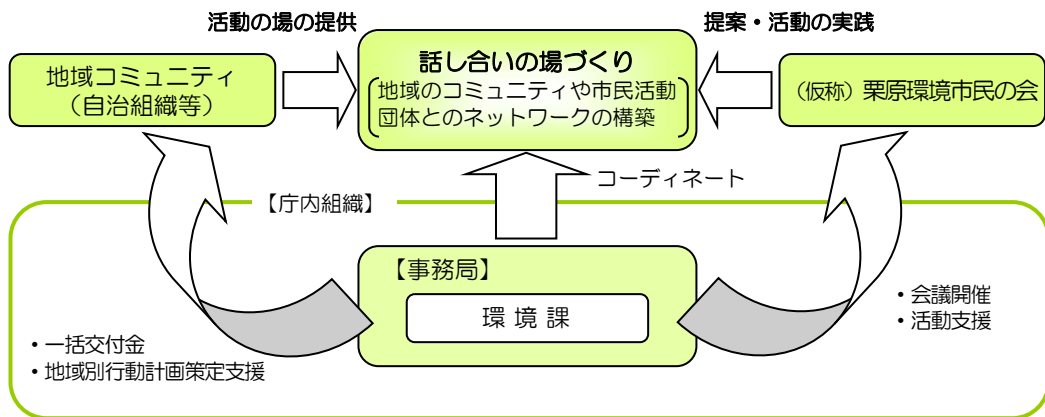 活動の場の提供
提案・活動の実践
地域コミュニティ
（自治組織等）
話し合いの場づくり
地域のコミュニティや市民活動
団体とのネットワークの構築
（仮称）栗原環境市民の会
コーディネート
【庁内組織】
【事務局】
環境課
・一括交付金
・地域別行動計画策定支援
・会議開催
・活動支援